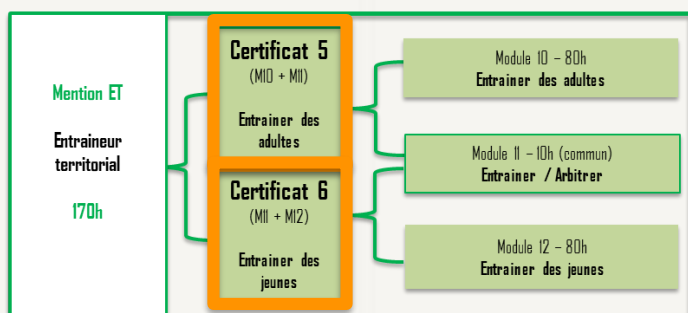 Mention ET
Entraineur
territorial
170h
Certificat 5
(M10 + M11)
Entrainer des
adultes
Certificat 6
(M11 + M12)
Entrainer des
jeunes
Module 10 – 80h
Entrainer des adultes
Module 11 – 10h (commun)
Entrainer / Arbitrer
Module 12 – 80h
Entrainer des jeunes